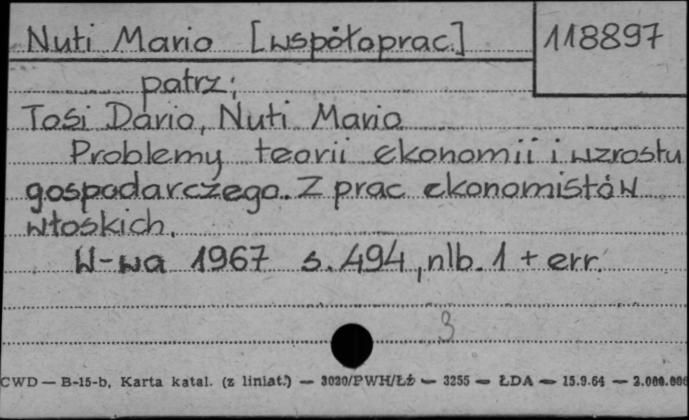 Nuti Mario [współoprac.] 118897
patrz:
Tosi Dario, Nuti Mario
Problemy teorii ekonomii i wzrostu
gospodarczego. Z prac ekonomistów
włoskich.
W-wa 1967 s. 494, nlb. 1 + err.
3
CWD — B-15-b, Karta katal. (z liniat.) — 3020/PWH/Łź — 3255 — ŁDA — 15.9.64 — 2.000.000